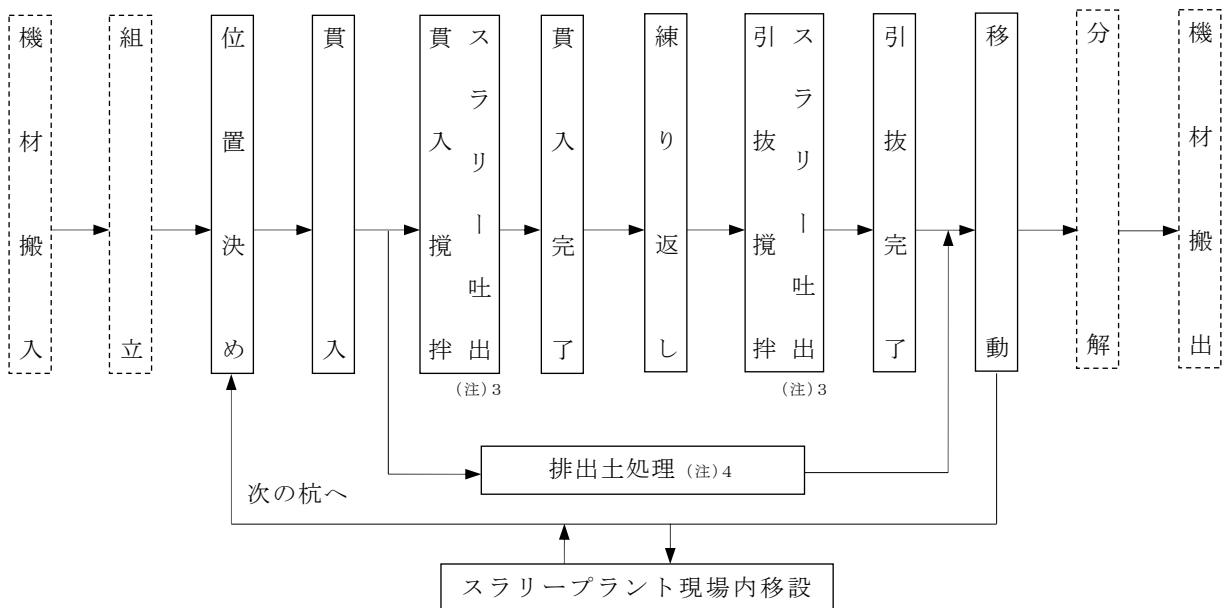 機材搬入
組立
位置決め
貫入
スラリー吐出
貫入撹拌
(注)3
貫入完了
練り返し
スラリー吐出
引抜撹拌
(注)3
引抜完了
移動
分解
機材搬出
排出土処理 (注)4
次の杭へ
スラリープラント現場内移設